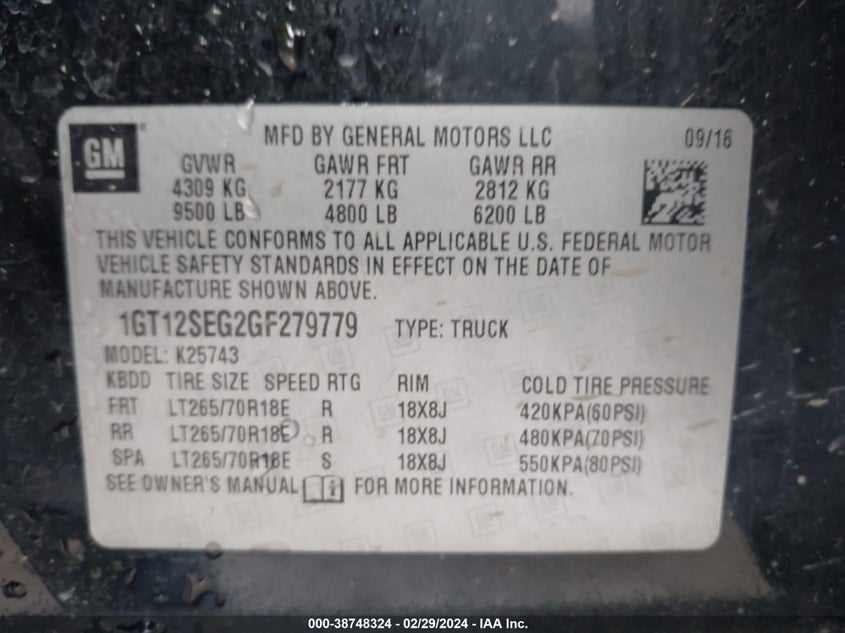 GM
MFD BY GENERAL MOTORS LLC 09/16
GVWR GAWR FRT GAWR RR
4309 KG 2177 KG 2812 KG
9500 LB 4800 LB 6200 LB
THIS VEHICLE CONFORMS TO ALL APPLICABLE U.S. FEDERAL MOTOR
VEHICLE SAFETY STANDARDS IN EFFECT ON THE DATE OF
MANUFACTURE SHOWN ABOVE.
1GT12SEG2GF279779 TYPE: TRUCK
MODEL: K25743
KBDD TIRE SIZE SPEED RTG RIM COLD TIRE PRESSURE
FRT LT265/70R18E R 18X8J 420KPA(60PSI)
RR LT265/70R18E R 18X8J 480KPA(70PSI)
SPA LT265/70R18E S 18X8J 550KPA(80PSI)
SEE OWNER'S MANUAL FOR MORE INFORMATION.
000-38748324 - 02/29/2024 - IAA Inc.